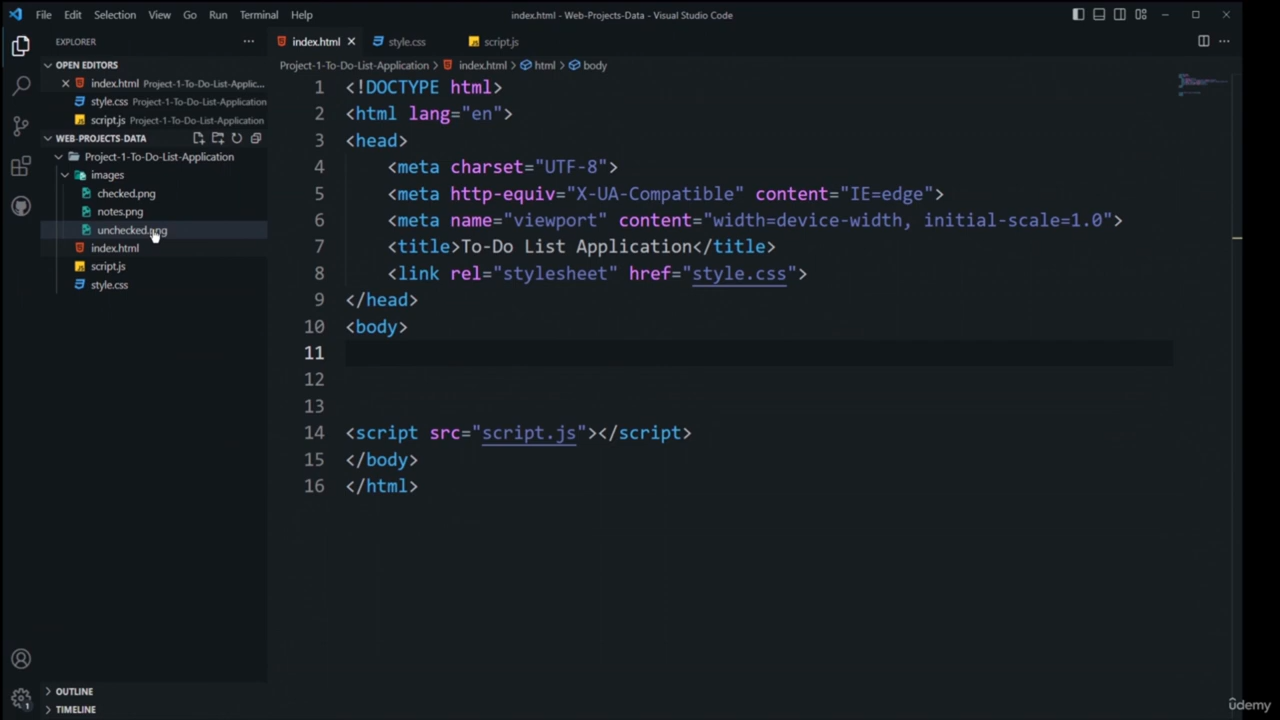 File Edit Selection View Go Run Terminal Help
index.html - Web-Projects-Data - Visual Studio Code
EXPLORER
OPEN EDITORS
index.html Project-1-To-Do-List-Applic...
style.css Project-1-To-Do-List-Application
script.js Project-1-To-Do-List-Application
WEB-PROJECTS-DATA
Project-1-To-Do-List-Application
images
checked.png
notes.png
unchecked.png
index.html
script.js
style.css
OUTLINE
TIMELINE
1
index.html style.css script.js
Project-1-To-Do-List-Application > index.html > html > body
1 <!DOCTYPE html>
2 <html lang="en">
3 <head>
4 <meta charset="UTF-8">
5 <meta http-equiv="X-UA-Compatible" content="IE=edge">
6 <meta name="viewport" content="width=device-width, initial-scale=1.0">
7 <title>To-Do List Application</title>
8 <link rel="stylesheet" href="style.css">
9 </head>
10 <body>
11
12
13
14 <script src="script.js"></script>
15 </body>
16 </html>
udemy